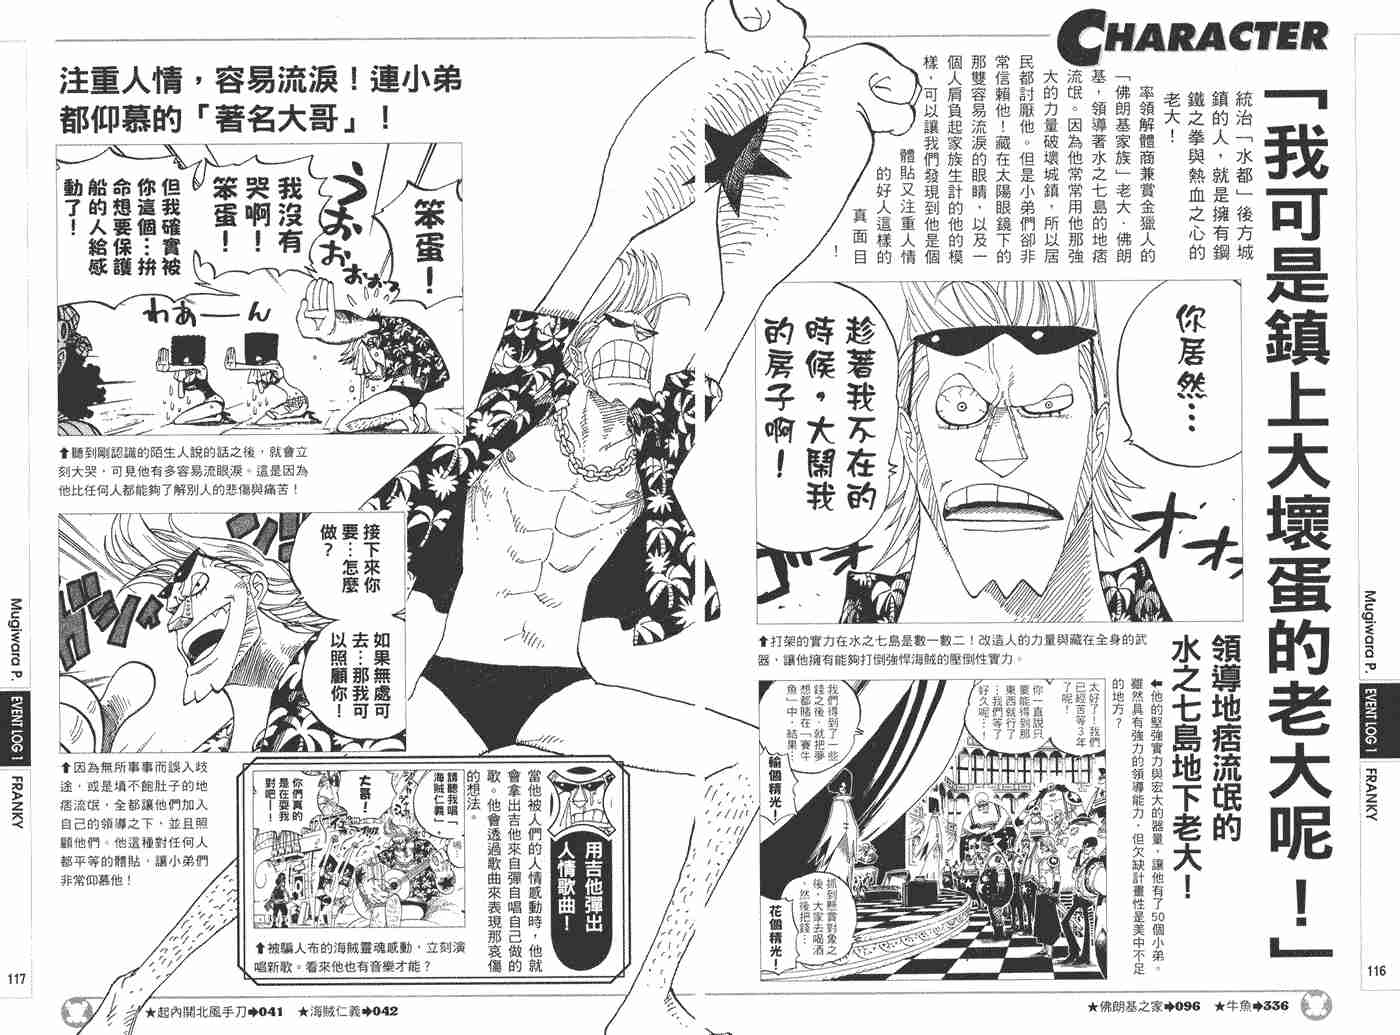 CHARACTER
「我可是鎮上大壞蛋的老大呢！」
統治「水都」後方城
鎮的人，就是擁有鋼
鐵之拳與熱血之心的
老大！
率領解體商兼賞金獵人的
「佛朗基家族」老大．佛朗
基，領導著水之七島的地痞
流氓。因為他常常用他那強
大的力量破壞城鎮，所以居
民都討厭他。但是小弟們卻非
常信賴他！藏在太陽眼鏡下的
那雙容易流淚的眼睛，以及一
個人肩負起家族生計的他的模
樣，可以讓我們發現到他是個
體貼又注重人情
的好人這樣的
真面目
！
你居然…
趁著我不在的
時候，大鬧我
的房子啊！
オオオオ
⬆打架的實力在水之七島是數一數二！改造人的力量與藏在全身的武
器，讓他擁有能夠打倒強悍海賊的壓倒性實力。
領導地痞流氓的
水之七島地下老大！
⬅他的堅強實力與宏大的器量，讓他有了50個小弟。
雖然具有強力的領導能力，但欠缺計畫性是美中不足
的地方？
太好了！我們
已經苦等3年
了呢！
你一直說只
要能得到那
東西就行了
…我們等了
好久呢…！
我們得到了一些
錢之後，就把夢
想都賭在「賽牛
魚」中…結果…
輸個精光！
抓到懸賞對象之
後，大家去喝酒
，然後把錢…
花個精光！
★佛朗基之家➡096　★牛魚➡336
Mugiwara P.
EVENT LOG 1
FRANKY
116
注重人情，容易流淚！連小弟
都仰慕的「著名大哥」！
笨蛋！
うおおおぉぉっ
我沒有
哭啊！
笨蛋！
但我確實被
你這個…拚
命想要保護
船的人給感
動了！
わあーーん
⬆聽到剛認識的陌生人說的話之後，就會立
刻大哭，可見他有多容易流眼淚。這是因為
他比任何人都能夠了解別人的悲傷與痛苦！
接下來你
要…怎麼
做？
如果無處可
去…那我可
以照顧你！
⬆因為無所事事而誤入歧
途，或是填不飽肚子的地
痞流氓，全都讓他們加入
自己的領導之下，並且照
顧他們。他這種對任何人
都平等的體貼，讓小弟們
非常仰慕他！
用吉他彈出
人情歌曲！
當他被人們的人情感動時，他就
會拿出吉他來自彈自唱自己做的
歌。他會透過歌曲來表現那哀傷
的想法。
請聽我唱「
海賊仁義」
…
大哥！
你們真的
是在耍我
對吧——！
⬆被騙人布的海賊靈魂感動，立刻演
唱新歌。看來他也有音樂才能？
★起內開北風手刀➡041　★海賊仁義➡042
Mugiwara P.
EVENT LOG 1
FRANKY
117